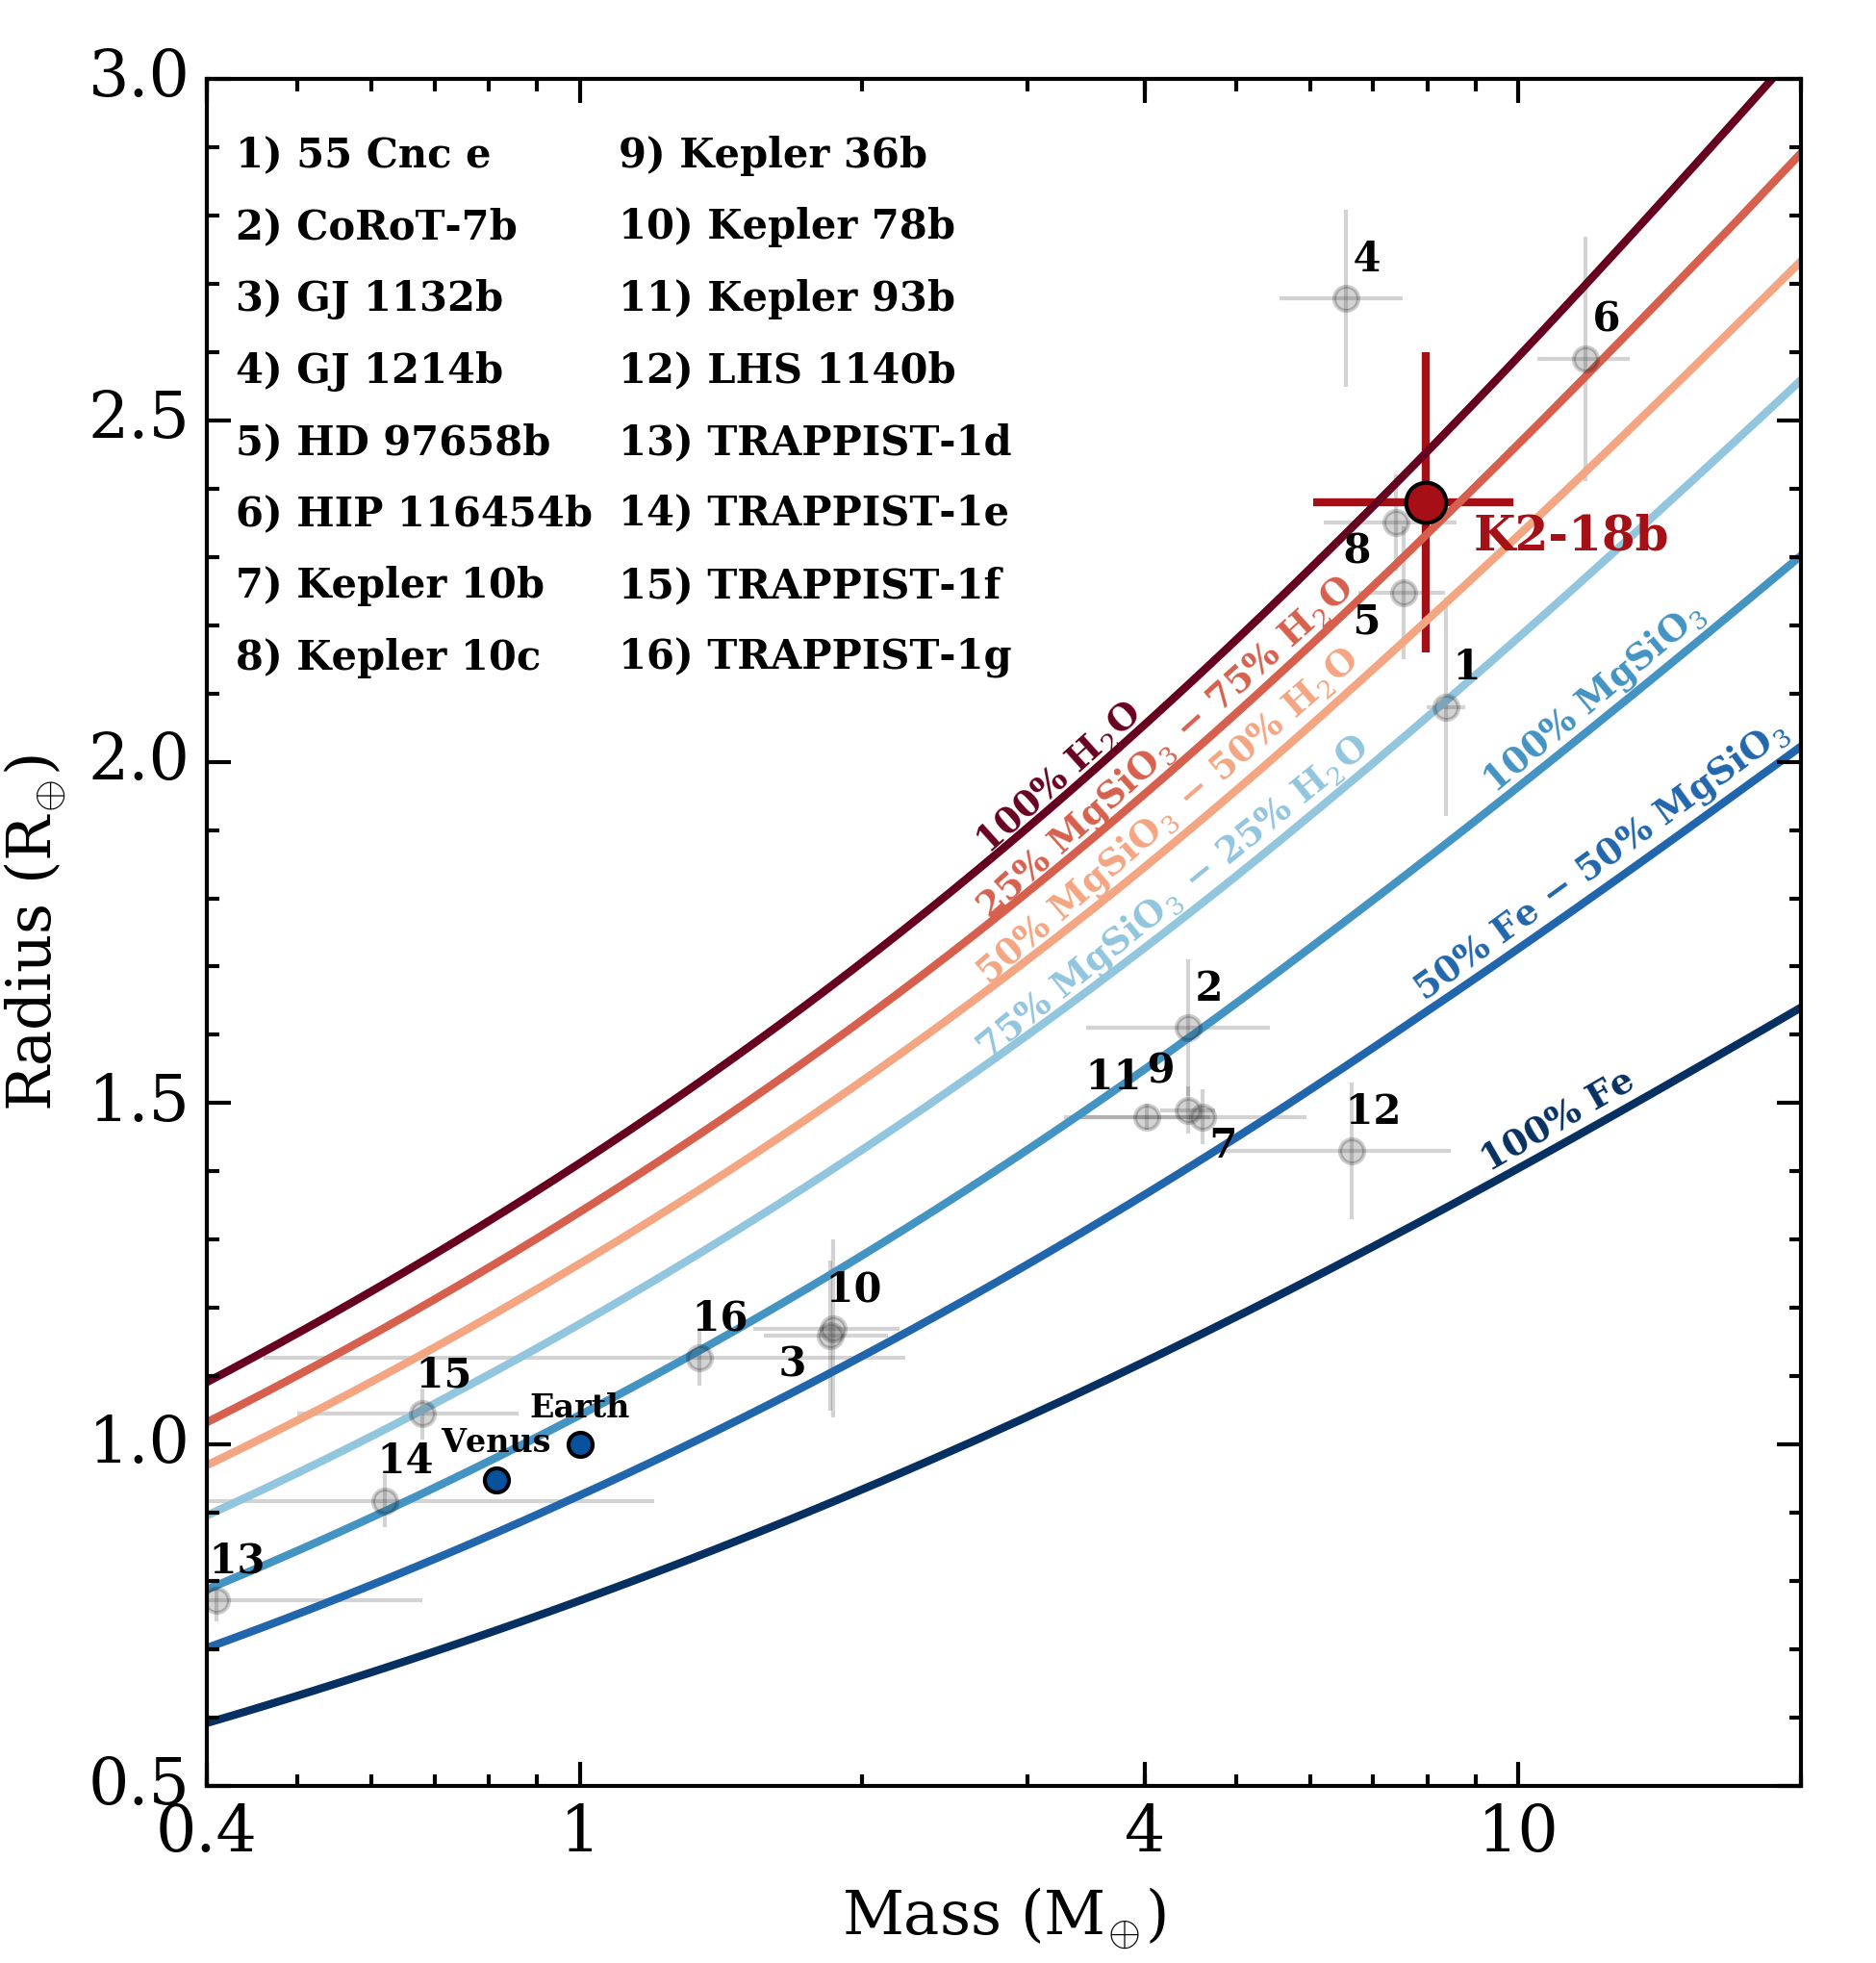 3.0
2.5
2.0
1.5
1.0
0.5
Radius (R⊕)
1) 55 Cnc e
2) CoRoT-7b
3) GJ 1132b
4) GJ 1214b
5) HD 97658b
6) HIP 116454b
7) Kepler 10b
8) Kepler 10c
9) Kepler 36b
10) Kepler 78b
11) Kepler 93b
12) LHS 1140b
13) TRAPPIST-1d
14) TRAPPIST-1e
15) TRAPPIST-1f
16) TRAPPIST-1g
4
6
K2-18b
8
5
1
100% H₂O
25% MgSiO₃ − 75% H₂O
50% MgSiO₃ − 50% H₂O
75% MgSiO₃ − 25% H₂O
100% MgSiO₃
50% Fe − 50% MgSiO₃
100% Fe
2
11
9
7
12
10
16
3
15
Earth
Venus
14
13
0.4
1
4
10
Mass (M⊕)